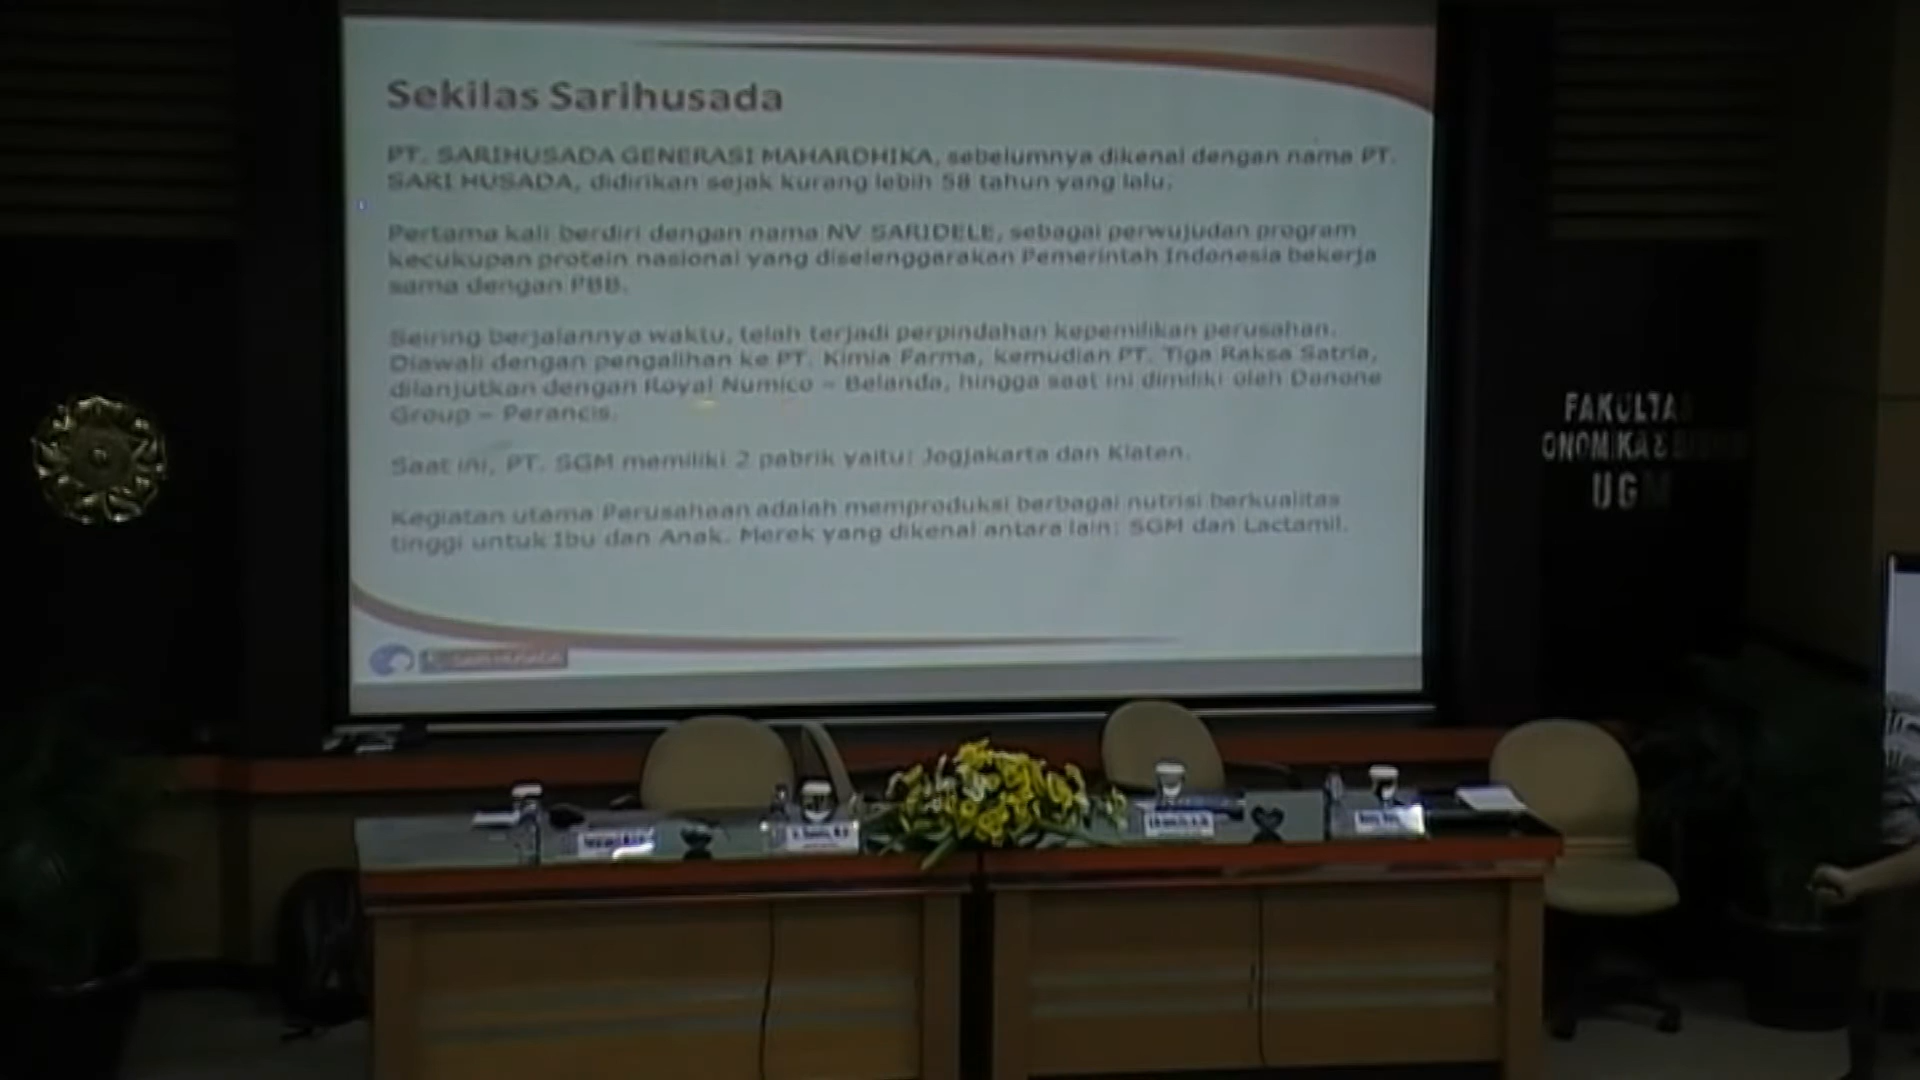 Sekilas Sarihusada
PT. SARIHUSADA GENERASI MAHARDHIKA, sebelumnya dikenal dengan nama PT.
SARI HUSADA, didirikan sejak kurang lebih 58 tahun yang lalu.
Pertama kali berdiri dengan nama NV SARIDELE, sebagai perwujudan program
kecukupan protein nasional yang diselenggarakan Pemerintah Indonesia bekerja
sama dengan PBB.
Seiring berjalannya waktu, telah terjadi perpindahan kepemilikan perusahan.
Diawali dengan pengalihan ke PT. Kimia Farma, kemudian PT. Tiga Raksa Satria,
dilanjutkan dengan Royal Numico – Belanda, hingga saat ini dimiliki oleh Danone
Group – Perancis.
Saat ini, PT. SGM memiliki 2 pabrik yaitu: Jogjakarta dan Klaten.
Kegiatan utama Perusahaan adalah memproduksi berbagai nutrisi berkualitas
tinggi untuk Ibu dan Anak. Merek yang dikenal antara lain: SGM dan Lactamil.
SARI HUSADA
FAKULTA
ONOMIKA &
UGM